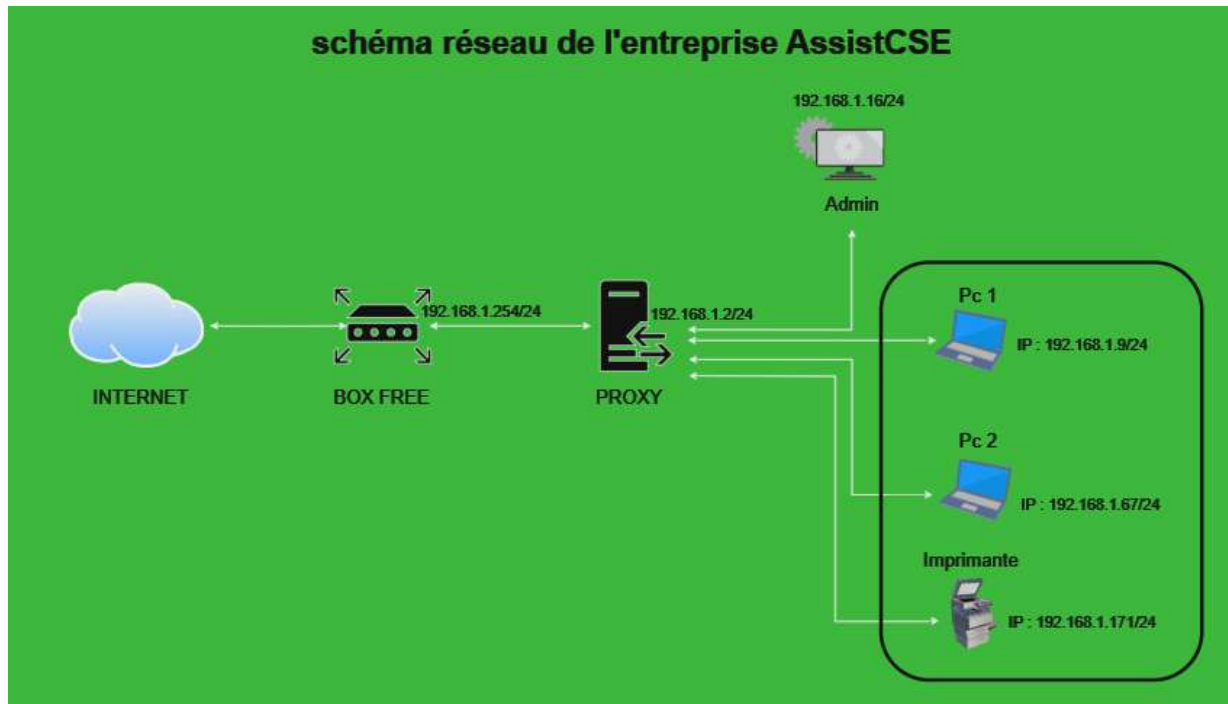 schéma réseau de l'entreprise AssistCSE
192.168.1.16/24
Admin
Pc 1
192.168.1.254/24
192.168.1.2/24
IP : 192.168.1.9/24
INTERNET
BOX FREE
PROXY
Pc 2
IP : 192.168.1.67/24
Imprimante
IP : 192.168.1.171/24